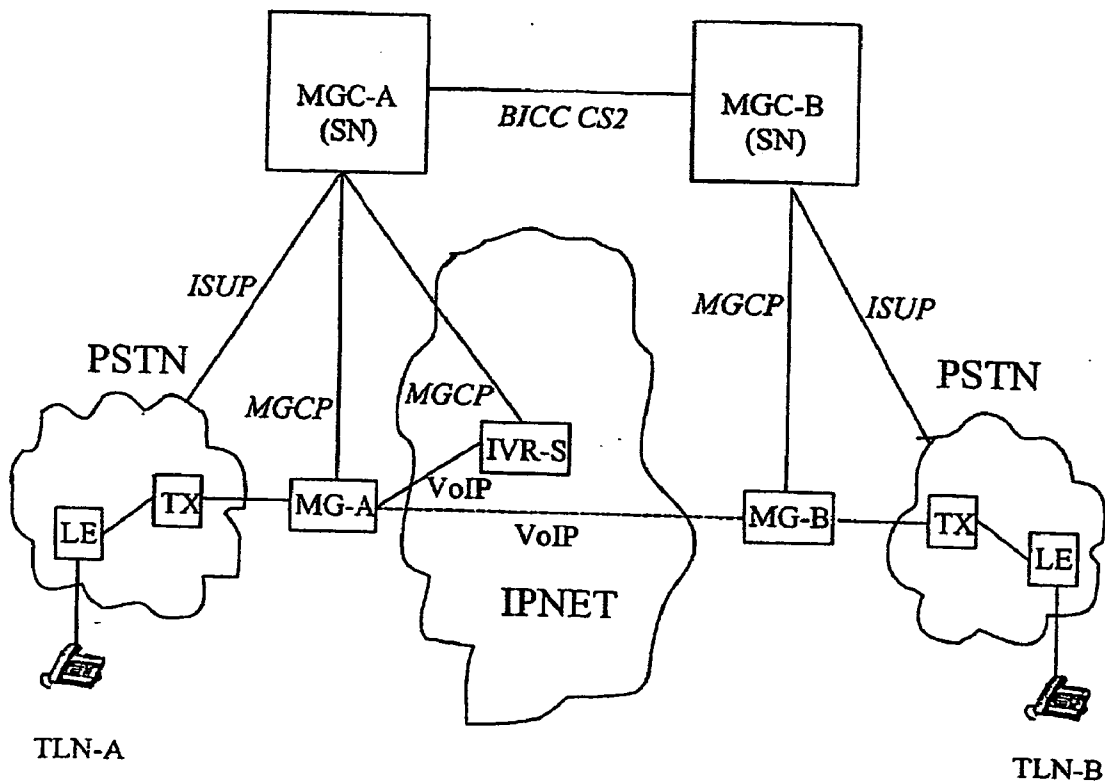 MGC-A
(SN)
BICC CS2
MGC-B
(SN)
ISUP
MGCP
ISUP
PSTN
PSTN
MGCP
MGCP
IVR-S
TX
MG-A
VoIP
LE
VoIP
MG-B
TX
LE
IPNET
TLN-A
TLN-B